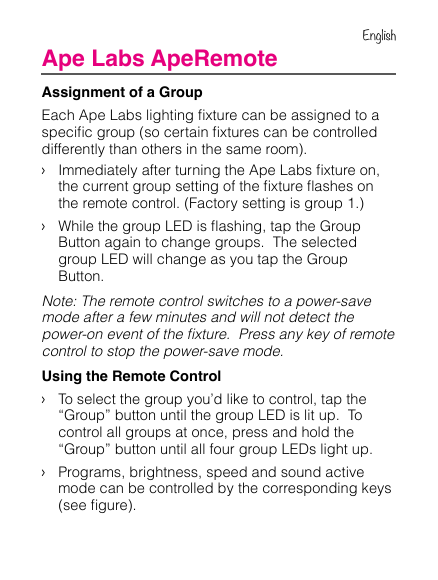 English
Ape Labs ApeRemote
Assignment of a Group
Each Ape Labs lighting fixture can be assigned to a
specific group (so certain fixtures can be controlled
differently than others in the same room).
› Immediately after turning the Ape Labs fixture on,
the current group setting of the fixture flashes on
the remote control. (Factory setting is group 1.)
› While the group LED is flashing, tap the Group
Button again to change groups.  The selected
group LED will change as you tap the Group
Button.
Note: The remote control switches to a power-save
mode after a few minutes and will not detect the
power-on event of the fixture.  Press any key of remote
control to stop the power-save mode.
Using the Remote Control
› To select the group you’d like to control, tap the
“Group” button until the group LED is lit up.  To
control all groups at once, press and hold the
“Group” button until all four group LEDs light up.
› Programs, brightness, speed and sound active
mode can be controlled by the corresponding keys
(see figure).